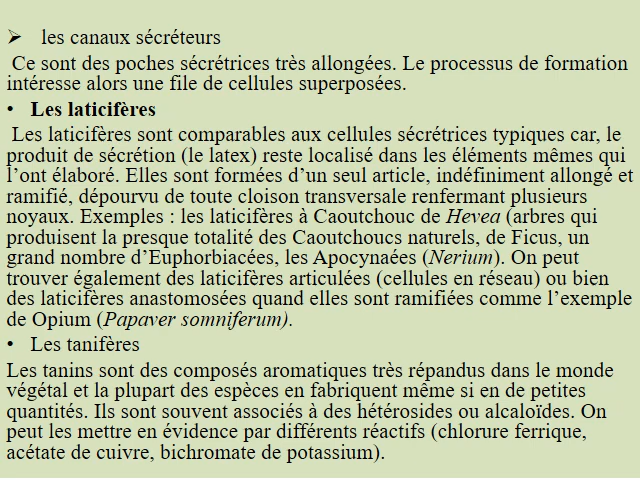 ➢ les canaux sécréteurs
Ce sont des poches sécrétrices très allongées. Le processus de formation
intéresse alors une file de cellules superposées.
• Les laticifères
Les laticifères sont comparables aux cellules sécrétrices typiques car, le
produit de sécrétion (le latex) reste localisé dans les éléments mêmes qui
l’ont élaboré. Elles sont formées d’un seul article, indéfiniment allongé et
ramifié, dépourvu de toute cloison transversale renfermant plusieurs
noyaux. Exemples : les laticifères à Caoutchouc de Hevea (arbres qui
produisent la presque totalité des Caoutchoucs naturels, de Ficus, un
grand nombre d’Euphorbiacées, les Apocynaées (Nerium). On peut
trouver également des laticifères articulées (cellules en réseau) ou bien
des laticifères anastomosées quand elles sont ramifiées comme l’exemple
de Opium (Papaver somniferum).
• Les tanifères
Les tanins sont des composés aromatiques très répandus dans le monde
végétal et la plupart des espèces en fabriquent même si en de petites
quantités. Ils sont souvent associés à des hétérosides ou alcaloïdes. On
peut les mettre en évidence par différents réactifs (chlorure ferrique,
acétate de cuivre, bichromate de potassium).